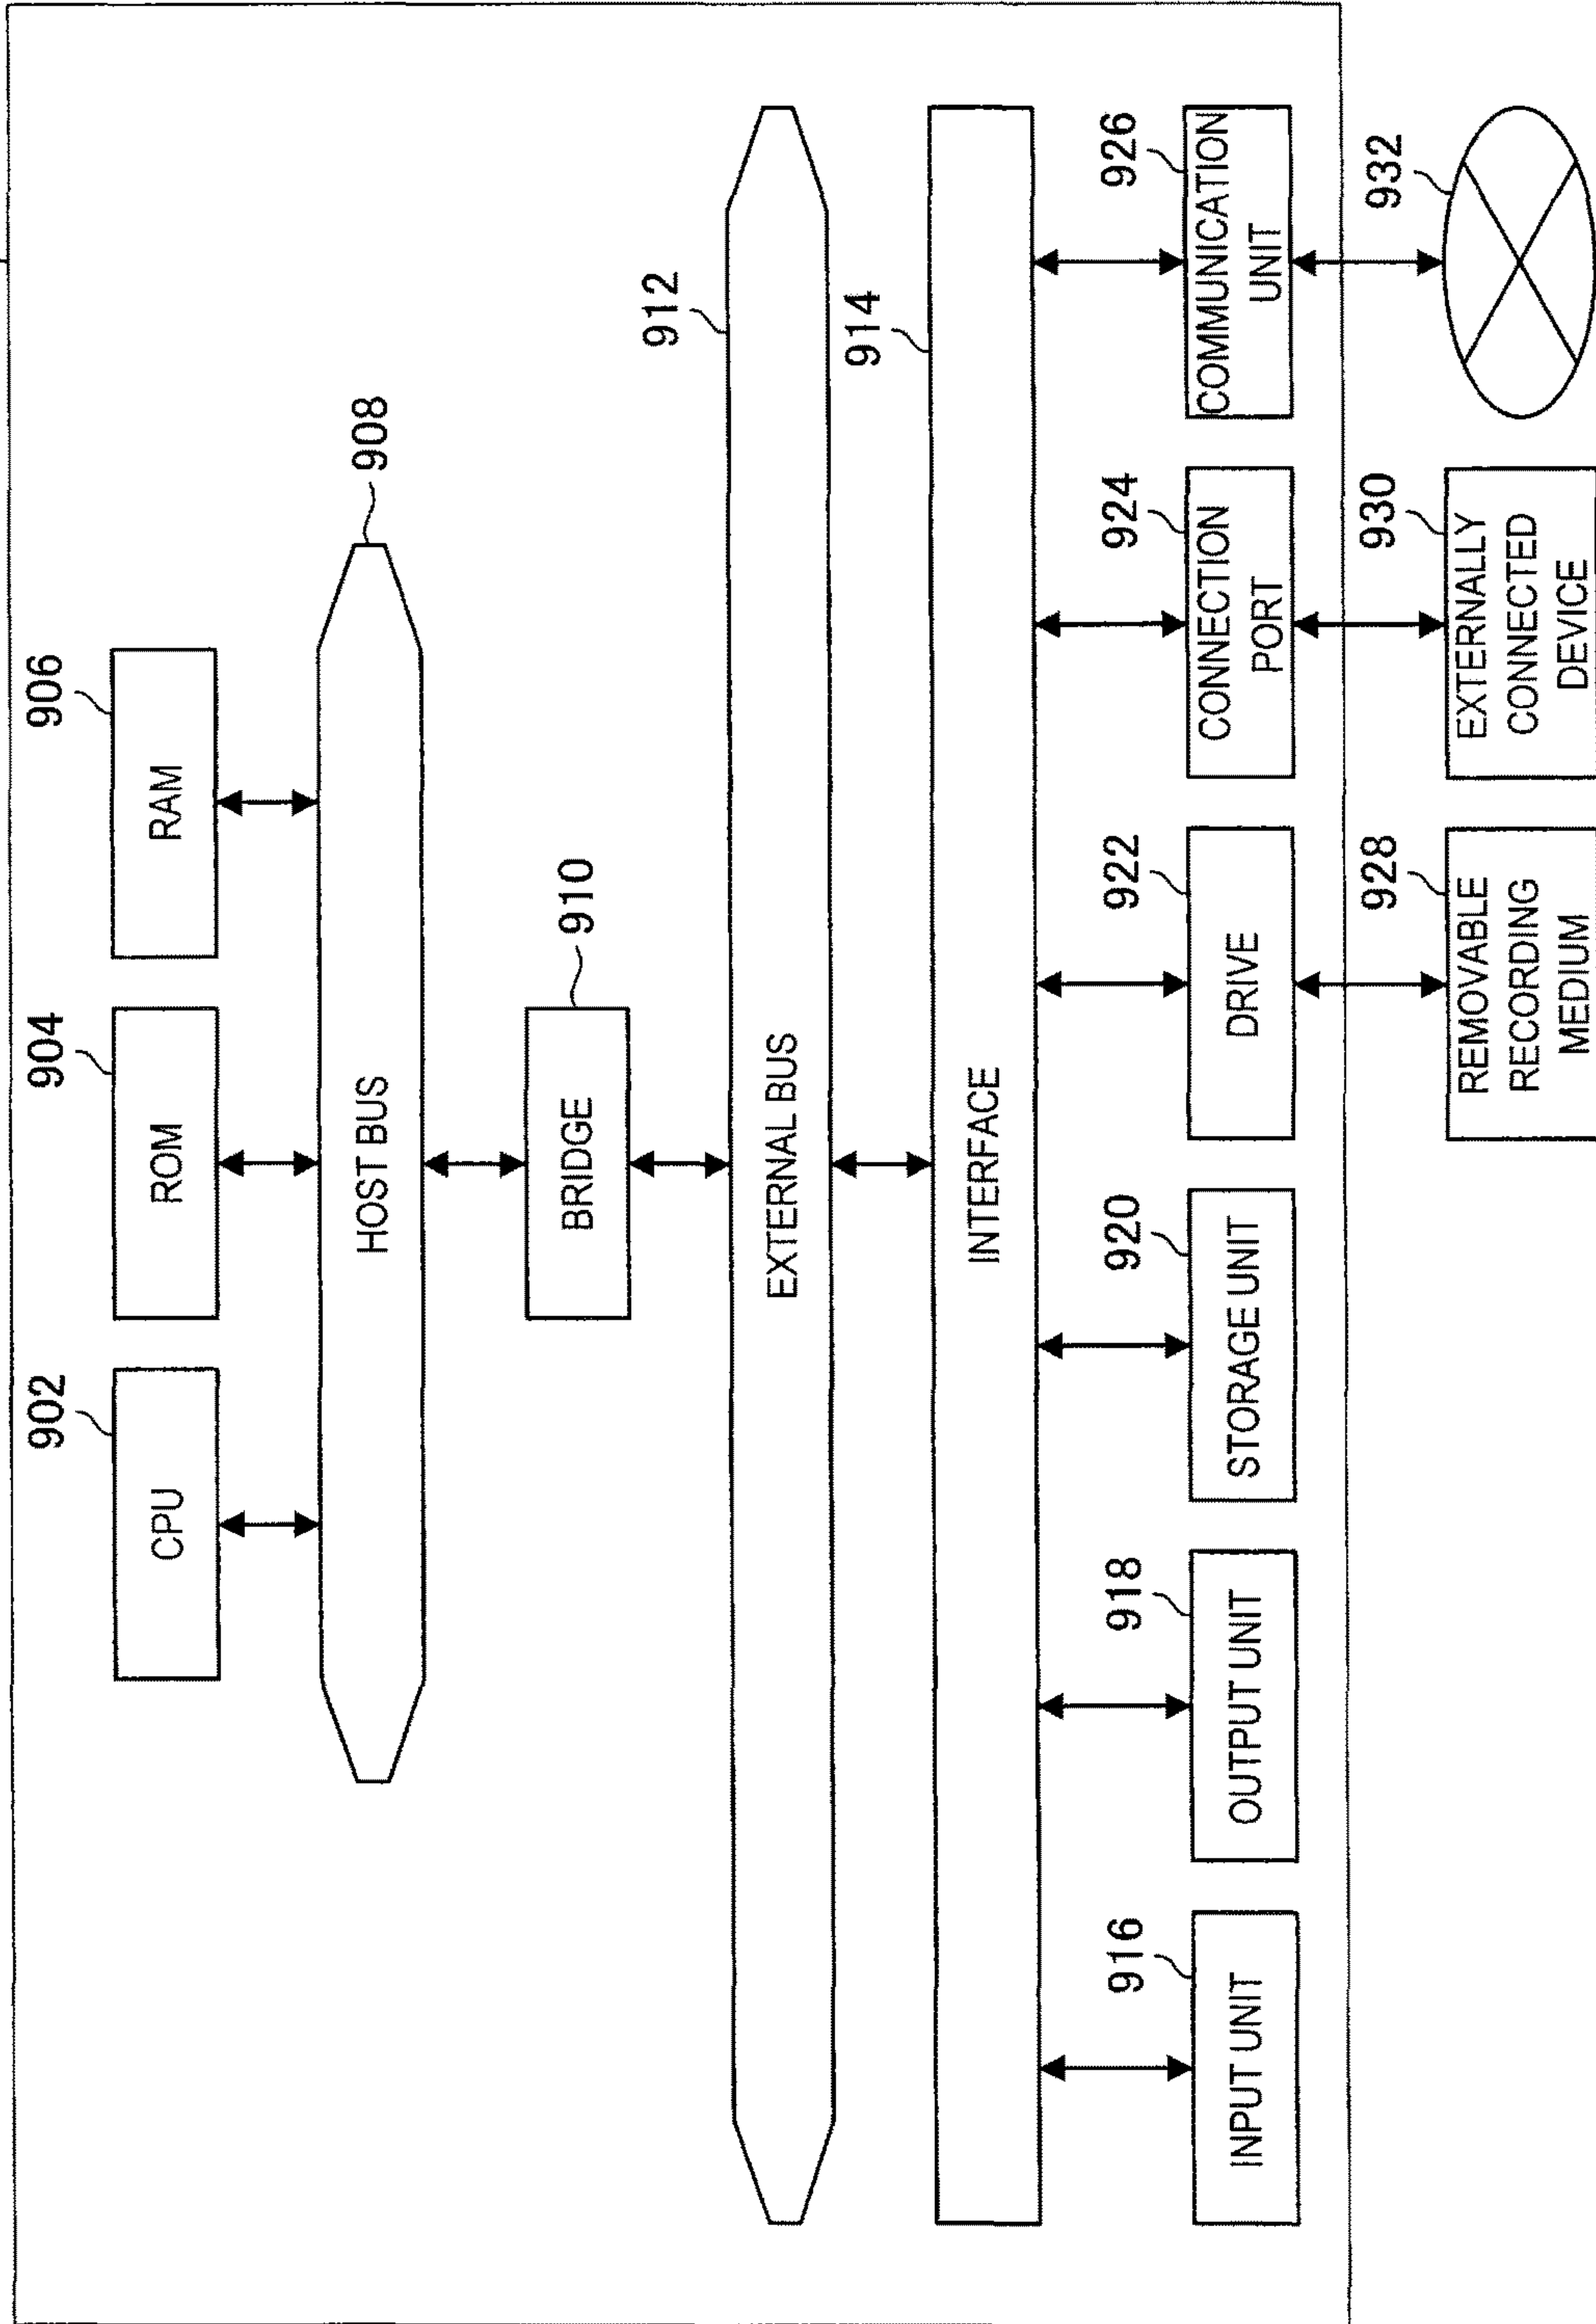 902
904
906
CPU
ROM
RAM
908
HOST BUS
910
BRIDGE
912
EXTERNAL BUS
914
INTERFACE
916
918
920
922
924
926
INPUT UNIT
OUTPUT UNIT
STORAGE UNIT
DRIVE
CONNECTION
PORT
COMMUNICATION
UNIT
928
930
932
REMOVABLE
RECORDING
MEDIUM
EXTERNALLY
CONNECTED
DEVICE